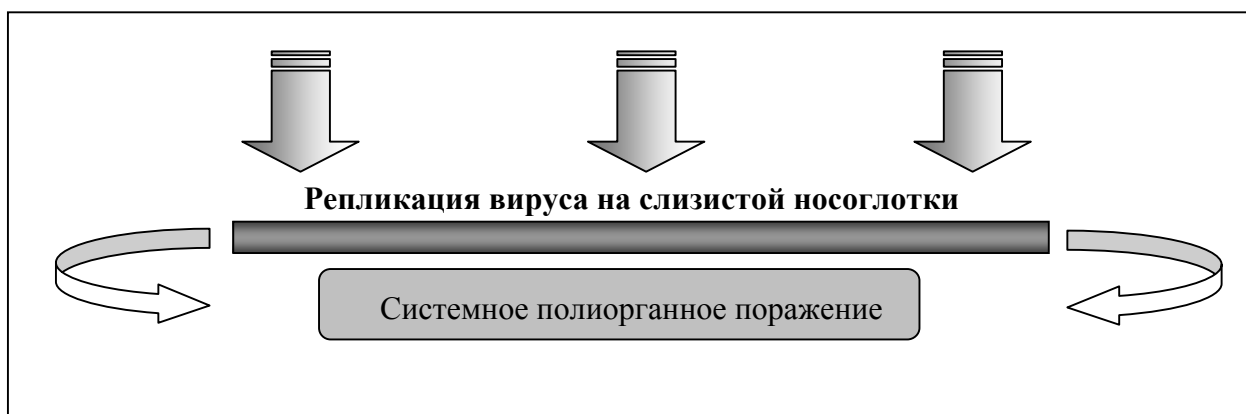 Репликация вируса на слизистой носоглотки
Системное полиорганное поражение